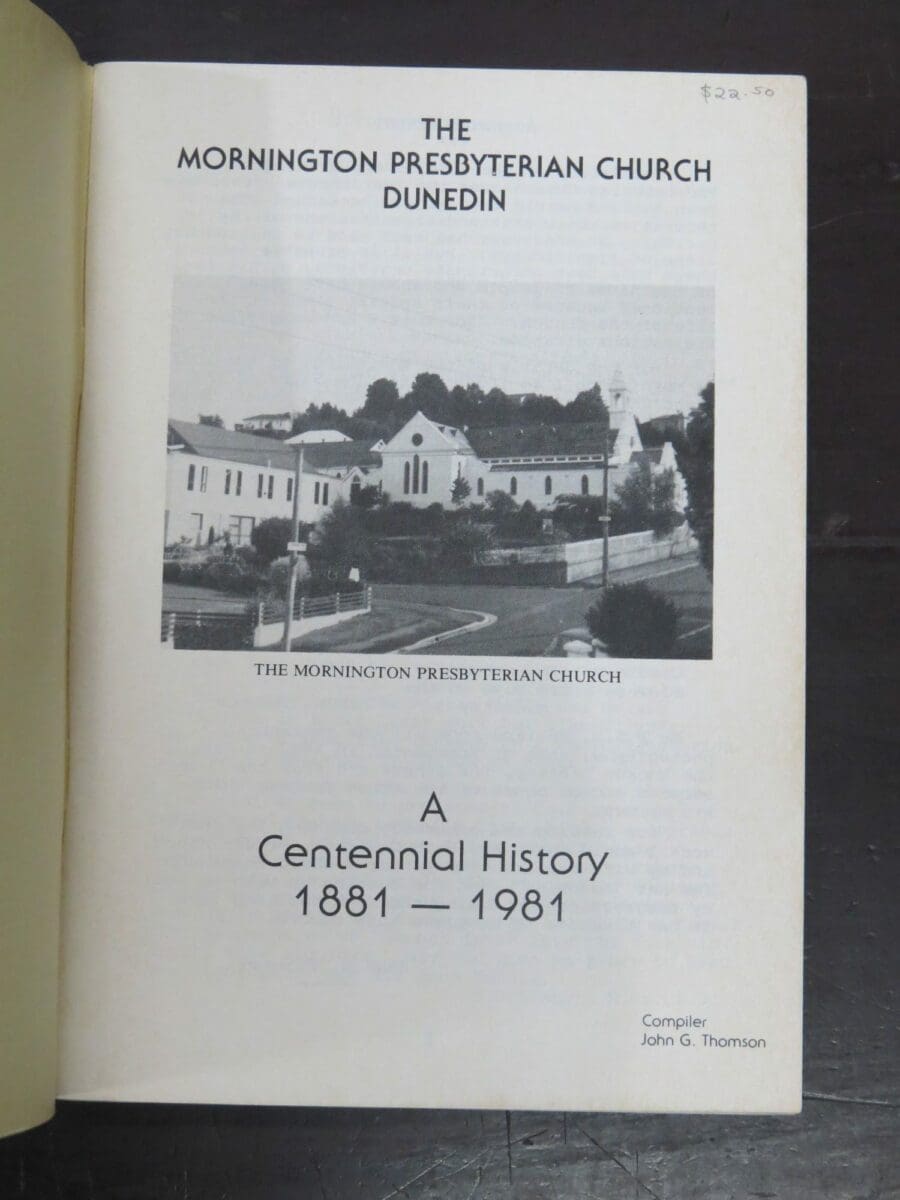 $22.50
THE
MORNINGTON PRESBYTERIAN CHURCH
DUNEDIN
THE MORNINGTON PRESBYTERIAN CHURCH
A
Centennial History
1881 — 1981
Compiler
John G. Thomson